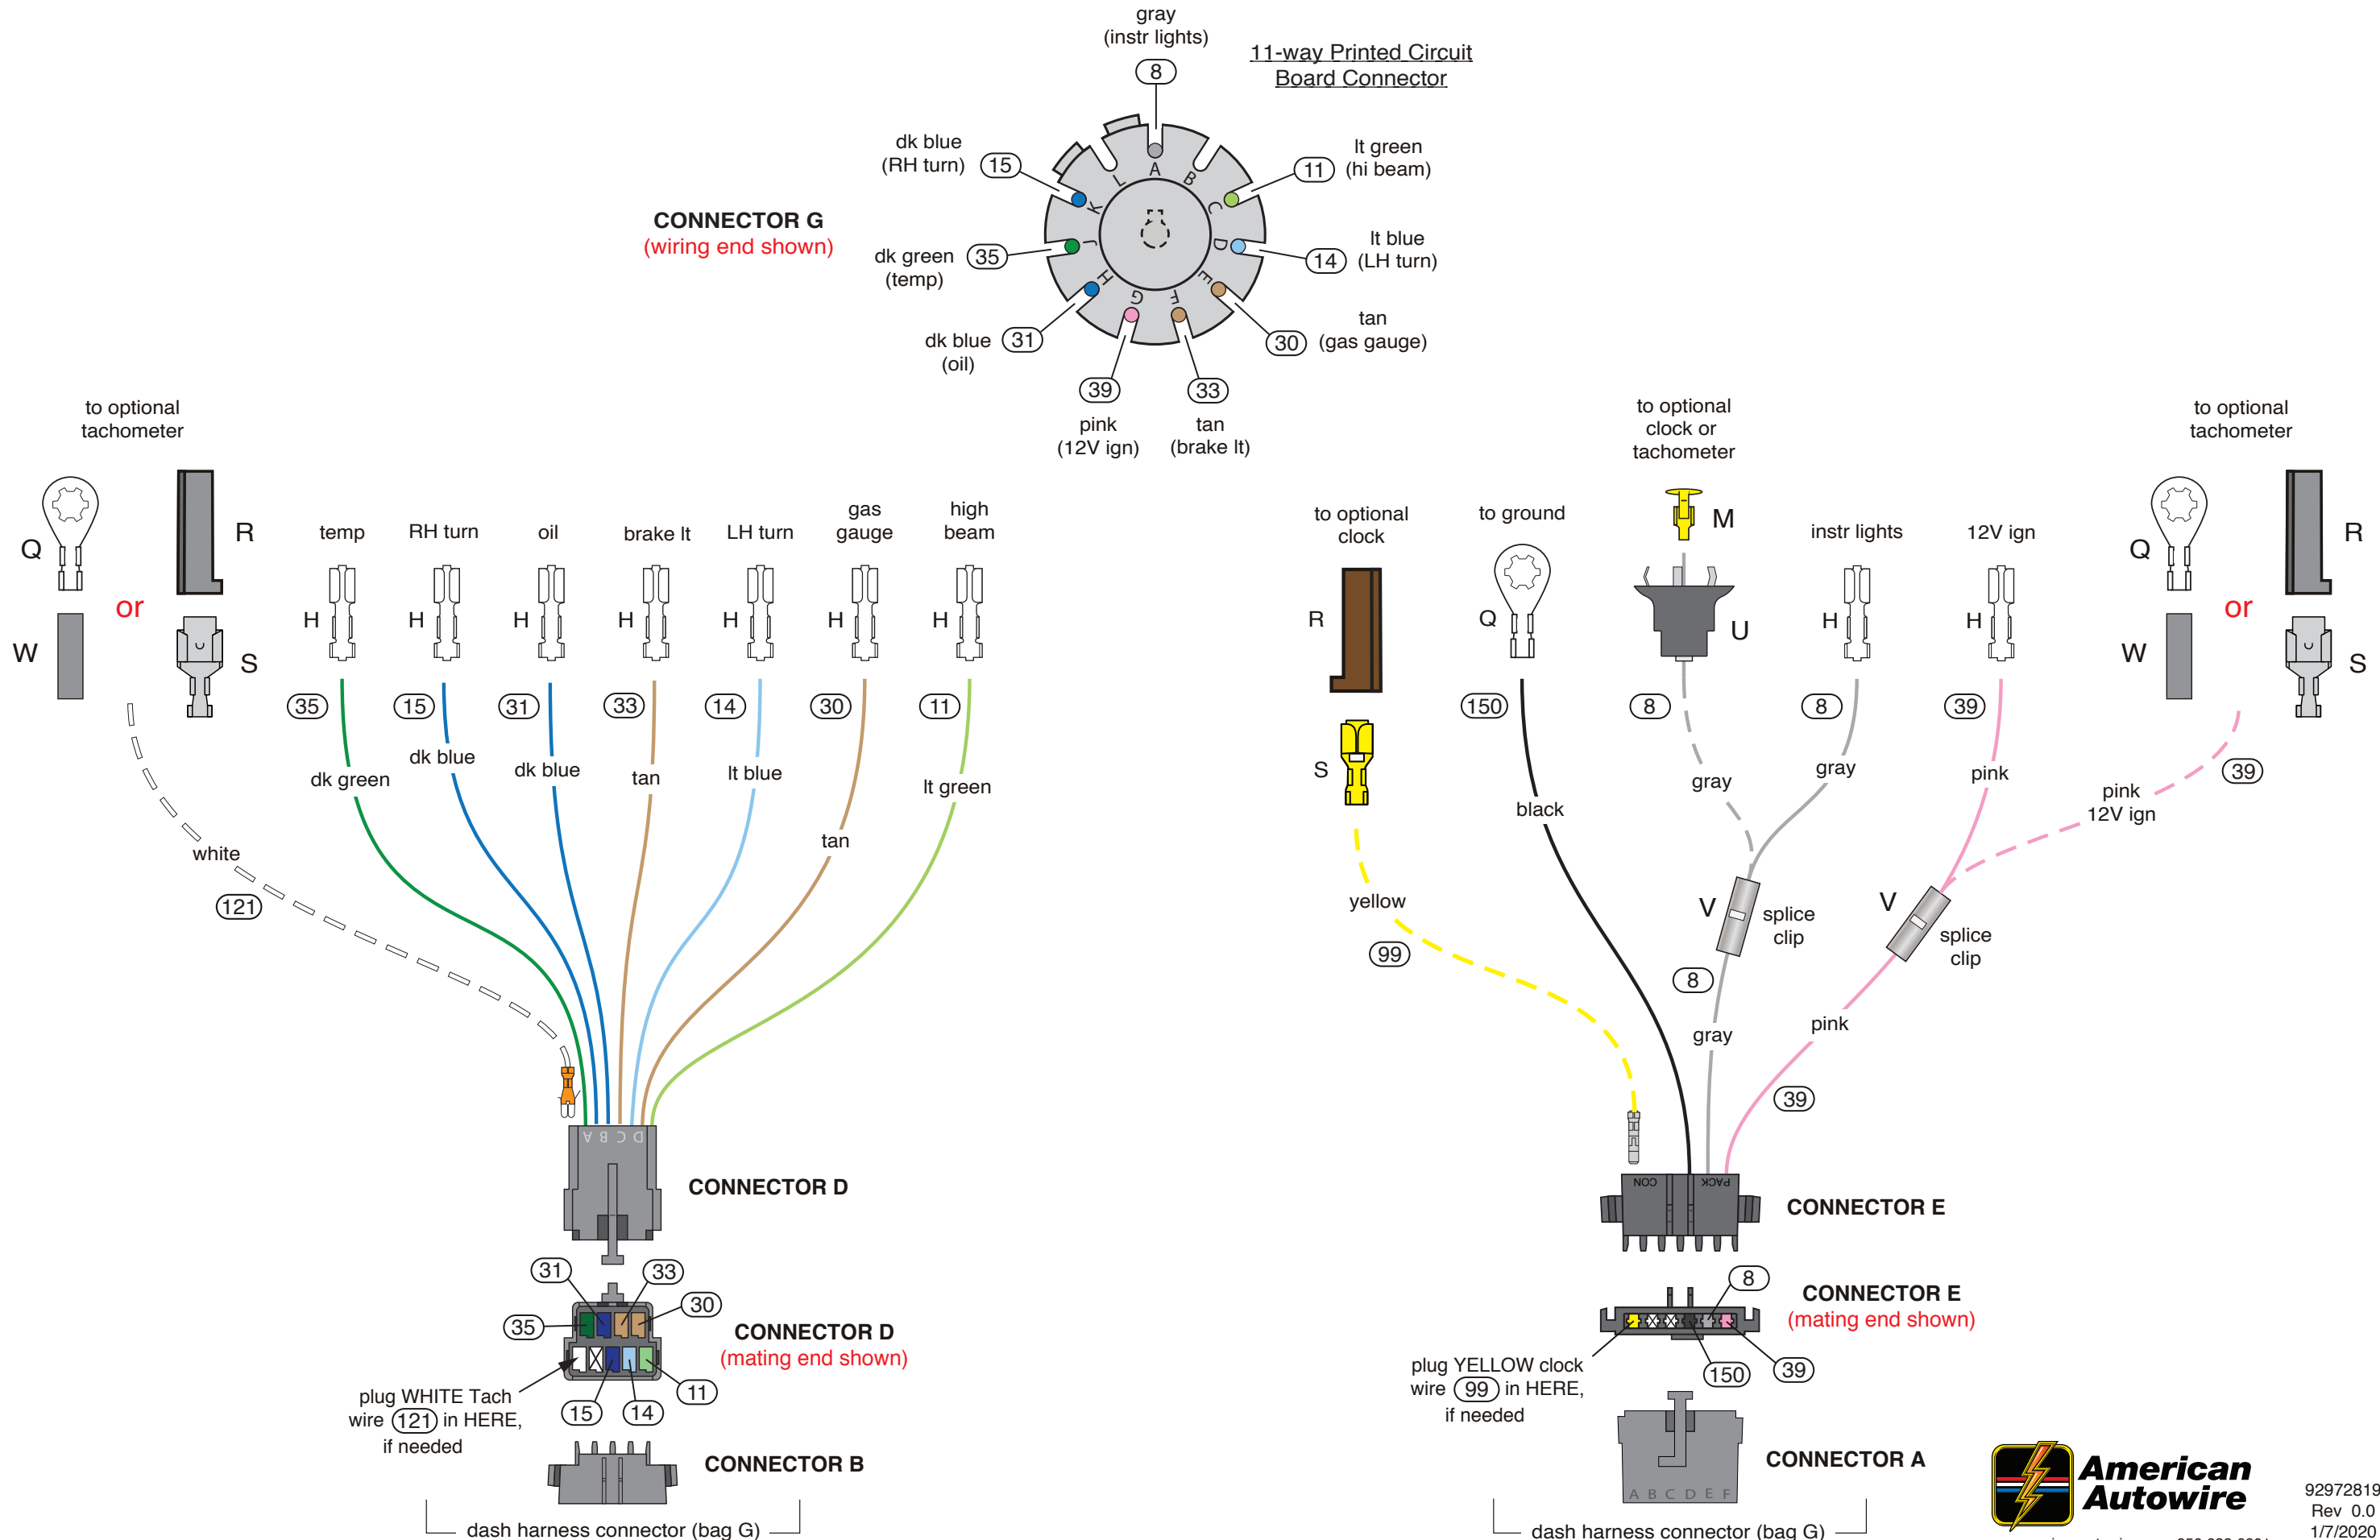 gray
(instr lights)
8
11-way Printed Circuit
Board Connector
dk blue
(RH turn)
15
lt green
(hi beam)
11
A
B
C
D
E
F
G
H
J
K
L
CONNECTOR G
(wiring end shown)
dk green
(temp)
35
lt blue
(LH turn)
14
dk blue
(oil)
31
tan
(gas gauge)
30
39
pink
(12V ign)
33
tan
(brake lt)
to optional
tachometer
Q
W
or
R
S
temp
RH turn
oil
brake lt
LH turn
gas
gauge
high
beam
H
H
H
H
H
H
H
35
15
31
33
14
30
11
dk green
dk blue
dk blue
tan
lt blue
tan
lt green
white
121
A B C D
CONNECTOR D
31
33
30
35
CONNECTOR D
(mating end shown)
11
15
14
plug WHITE Tach
wire 121 in HERE,
if needed
CONNECTOR B
dash harness connector (bag G)
to optional
clock
R
S
to ground
Q
to optional
clock or
tachometer
M
U
instr lights
H
12V ign
H
to optional
tachometer
Q
W
or
R
S
150
8
8
39
39
black
gray
gray
pink
pink
12V ign
yellow
99
V
splice
clip
V
splice
clip
8
gray
pink
39
CON
PACK
CONNECTOR E
8
CONNECTOR E
(mating end shown)
150
39
plug YELLOW clock
wire 99 in HERE,
if needed
CONNECTOR A
A B C D E F
dash harness connector (bag G)
American
Autowire
92972819
Rev 0.0
1/7/2020